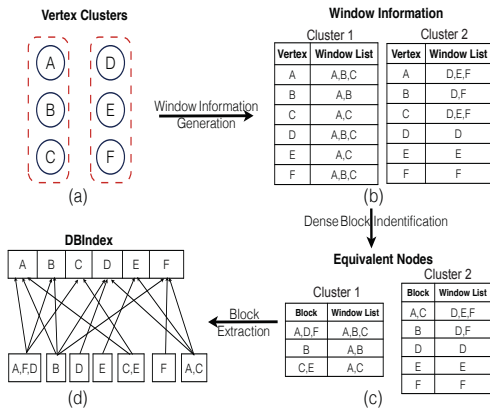 Vertex Clusters
A D
B E
C F
(a)
Window Information
Generation
Window Information
Cluster 1
Vertex Window List
A A,B,C
B A,B
C A,C
D A,B,C
E A,C
F A,B,C
Cluster 2
Vertex Window List
A D,E,F
B D,F
C D,E,F
D D
E E
F F
(b)
Dense Block Indentification
Equivalent Nodes
Cluster 1
Block Window List
A,D,F A,B,C
B A,B
C,E A,C
Cluster 2
Block Window List
A,C D,E,F
B D,F
D D
E E
F F
(c)
Block
Extraction
DBIndex
A B C D E F
A,F,D B D E C,E F A,C
(d)